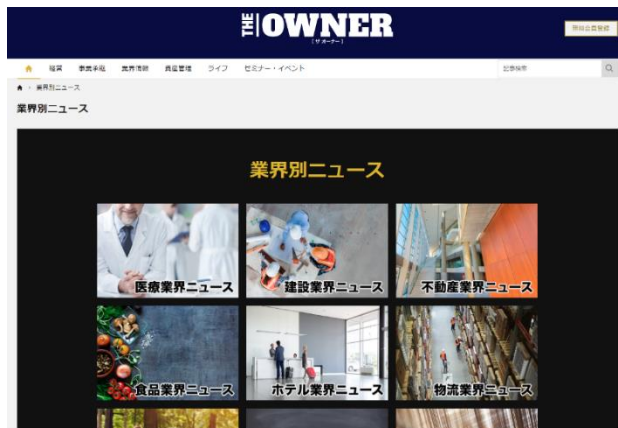 THE OWNER
[ザ・オーナー]
無料会員登録
経営 事業承継 業界情報 資産管理 ライフ セミナー・イベント 記事検索
業界別ニュース
業界別ニュース
業界別ニュース
医療業界ニュース 建設業界ニュース 不動産業界ニュース
食品業界ニュース ホテル業界ニュース 物流業界ニュース